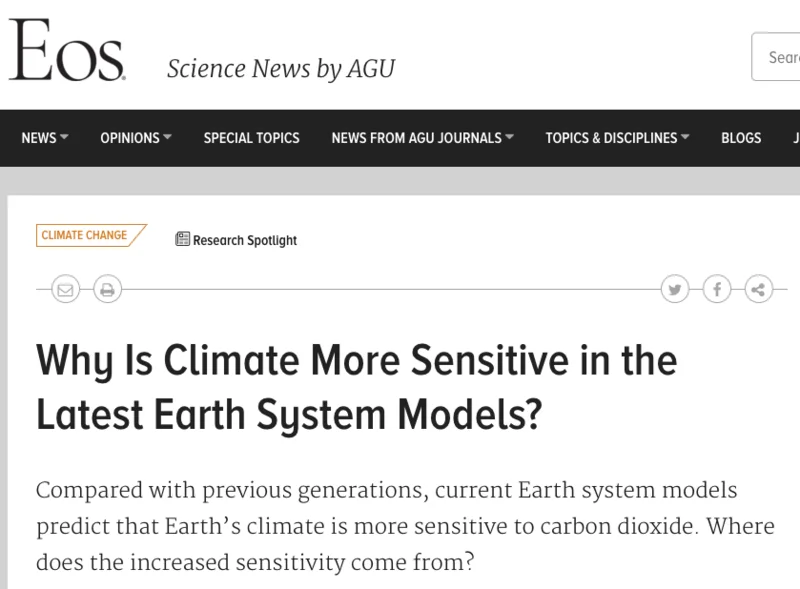 Eos
Science News by AGU
NEWS OPINIONS SPECIAL TOPICS NEWS FROM AGU JOURNALS TOPICS & DISCIPLINES BLOGS
CLIMATE CHANGE
Research Spotlight
Why Is Climate More Sensitive in the
Latest Earth System Models?
Compared with previous generations, current Earth system models
predict that Earth’s climate is more sensitive to carbon dioxide. Where
does the increased sensitivity come from?